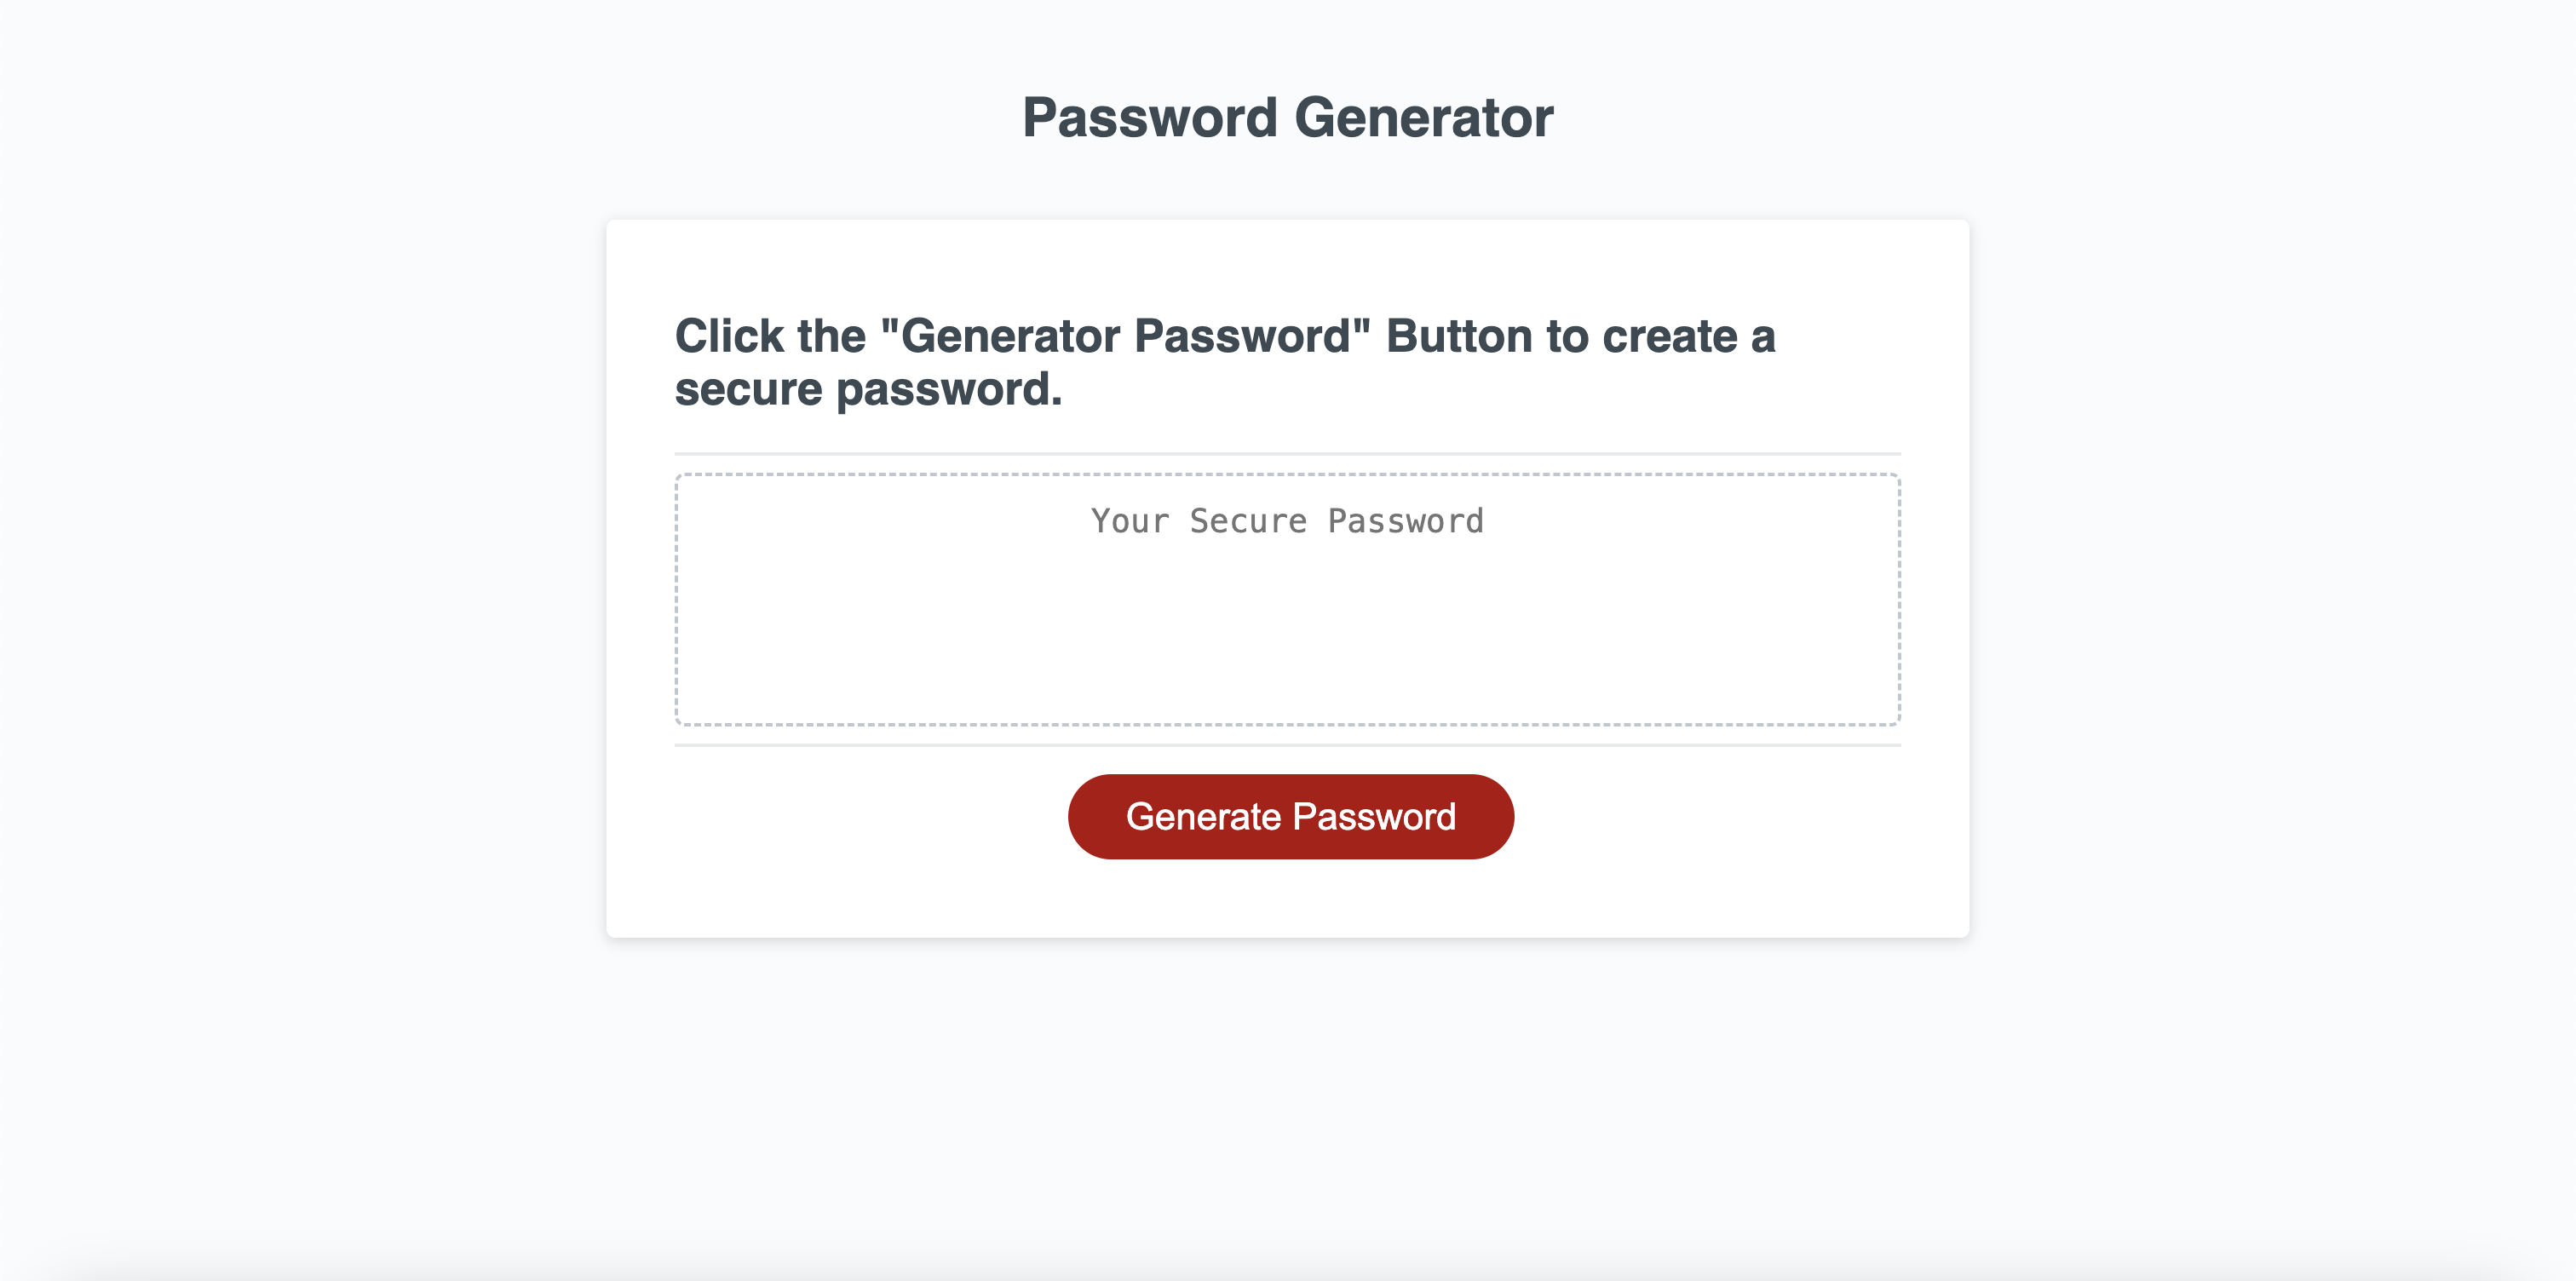 Password Generator
Click the "Generator Password" Button to create a
secure password.
Your Secure Password
Generate Password